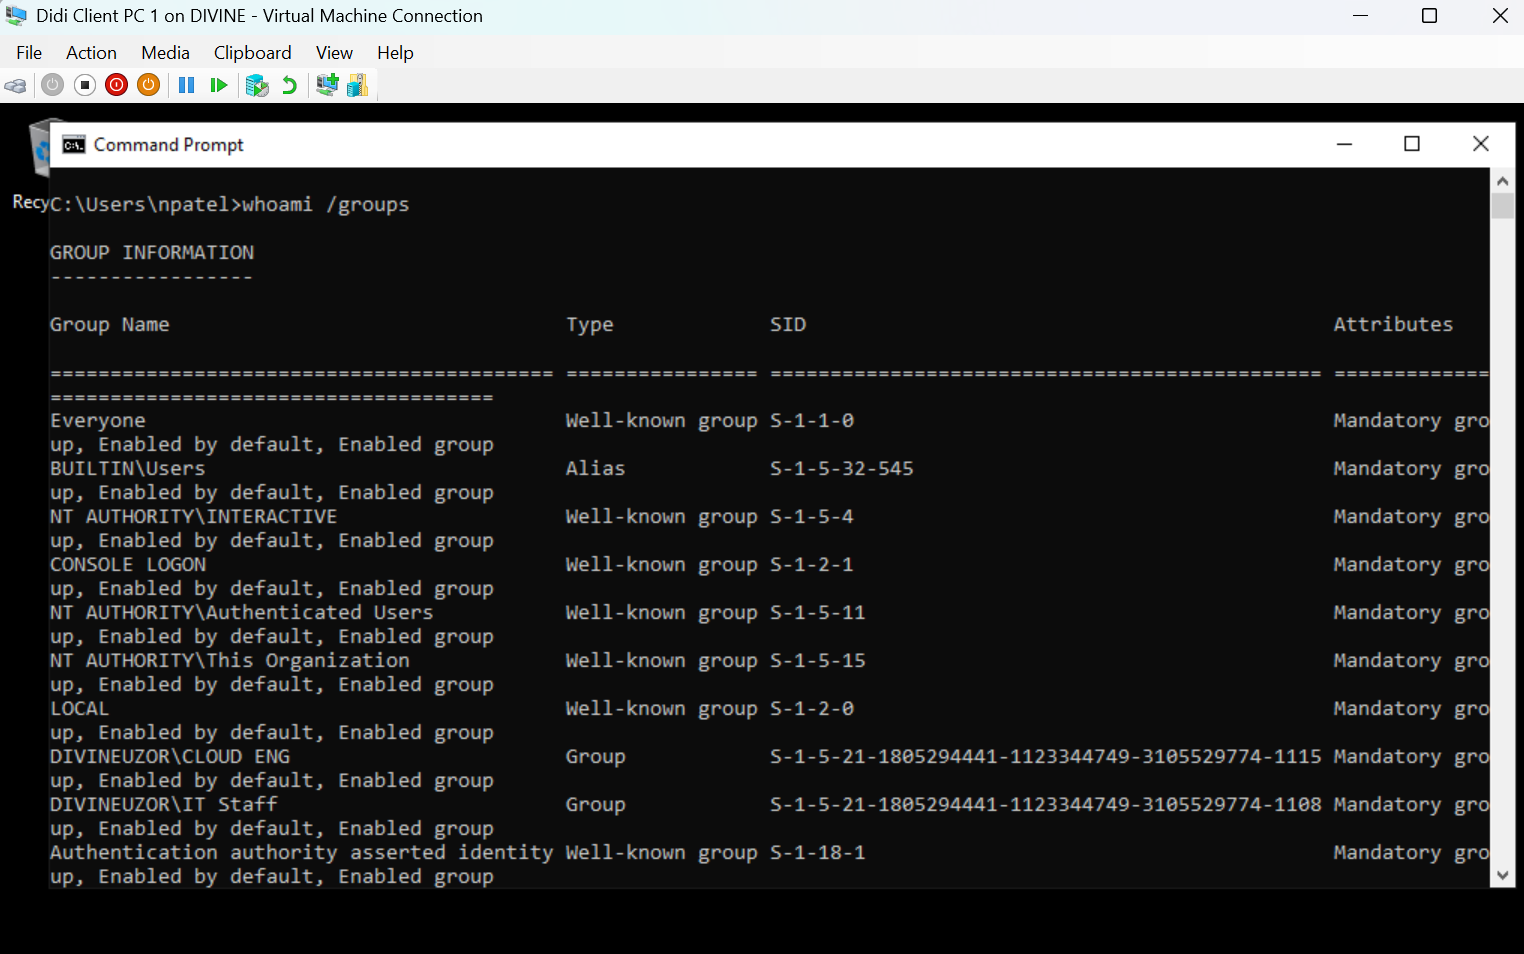 Didi Client PC 1 on DIVINE - Virtual Machine Connection
File Action Media Clipboard View Help
Command Prompt
Recy
C:\Users\npatel>whoami /groups
GROUP INFORMATION
-----------------
Group Name Type SID Attributes
========================================== ================ ============================================== =============
=====================================
Everyone Well-known group S-1-1-0 Mandatory gro
up, Enabled by default, Enabled group
BUILTIN\Users Alias S-1-5-32-545 Mandatory gro
up, Enabled by default, Enabled group
NT AUTHORITY\INTERACTIVE Well-known group S-1-5-4 Mandatory gro
up, Enabled by default, Enabled group
CONSOLE LOGON Well-known group S-1-2-1 Mandatory gro
up, Enabled by default, Enabled group
NT AUTHORITY\Authenticated Users Well-known group S-1-5-11 Mandatory gro
up, Enabled by default, Enabled group
NT AUTHORITY\This Organization Well-known group S-1-5-15 Mandatory gro
up, Enabled by default, Enabled group
LOCAL Well-known group S-1-2-0 Mandatory gro
up, Enabled by default, Enabled group
DIVINEUZOR\CLOUD ENG Group S-1-5-21-1805294441-1123344749-3105529774-1115 Mandatory gro
up, Enabled by default, Enabled group
DIVINEUZOR\IT Staff Group S-1-5-21-1805294441-1123344749-3105529774-1108 Mandatory gro
up, Enabled by default, Enabled group
Authentication authority asserted identity Well-known group S-1-18-1 Mandatory gro
up, Enabled by default, Enabled group